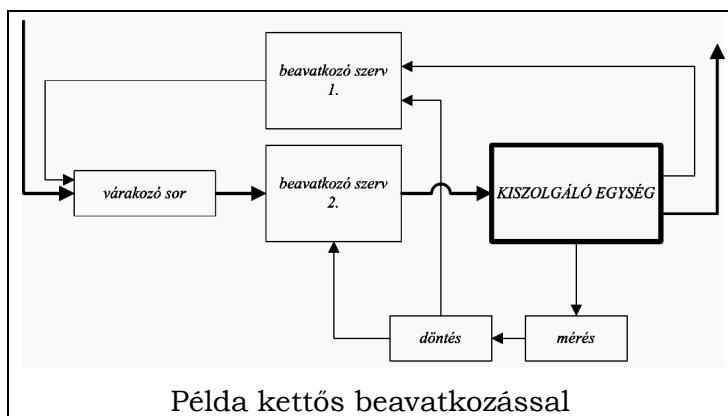 beavatkozó szerv
1.
várakozó sor
beavatkozó szerv
2.
KISZOLGÁLÓ EGYSÉG
döntés
mérés
Példa kettős beavatkozással